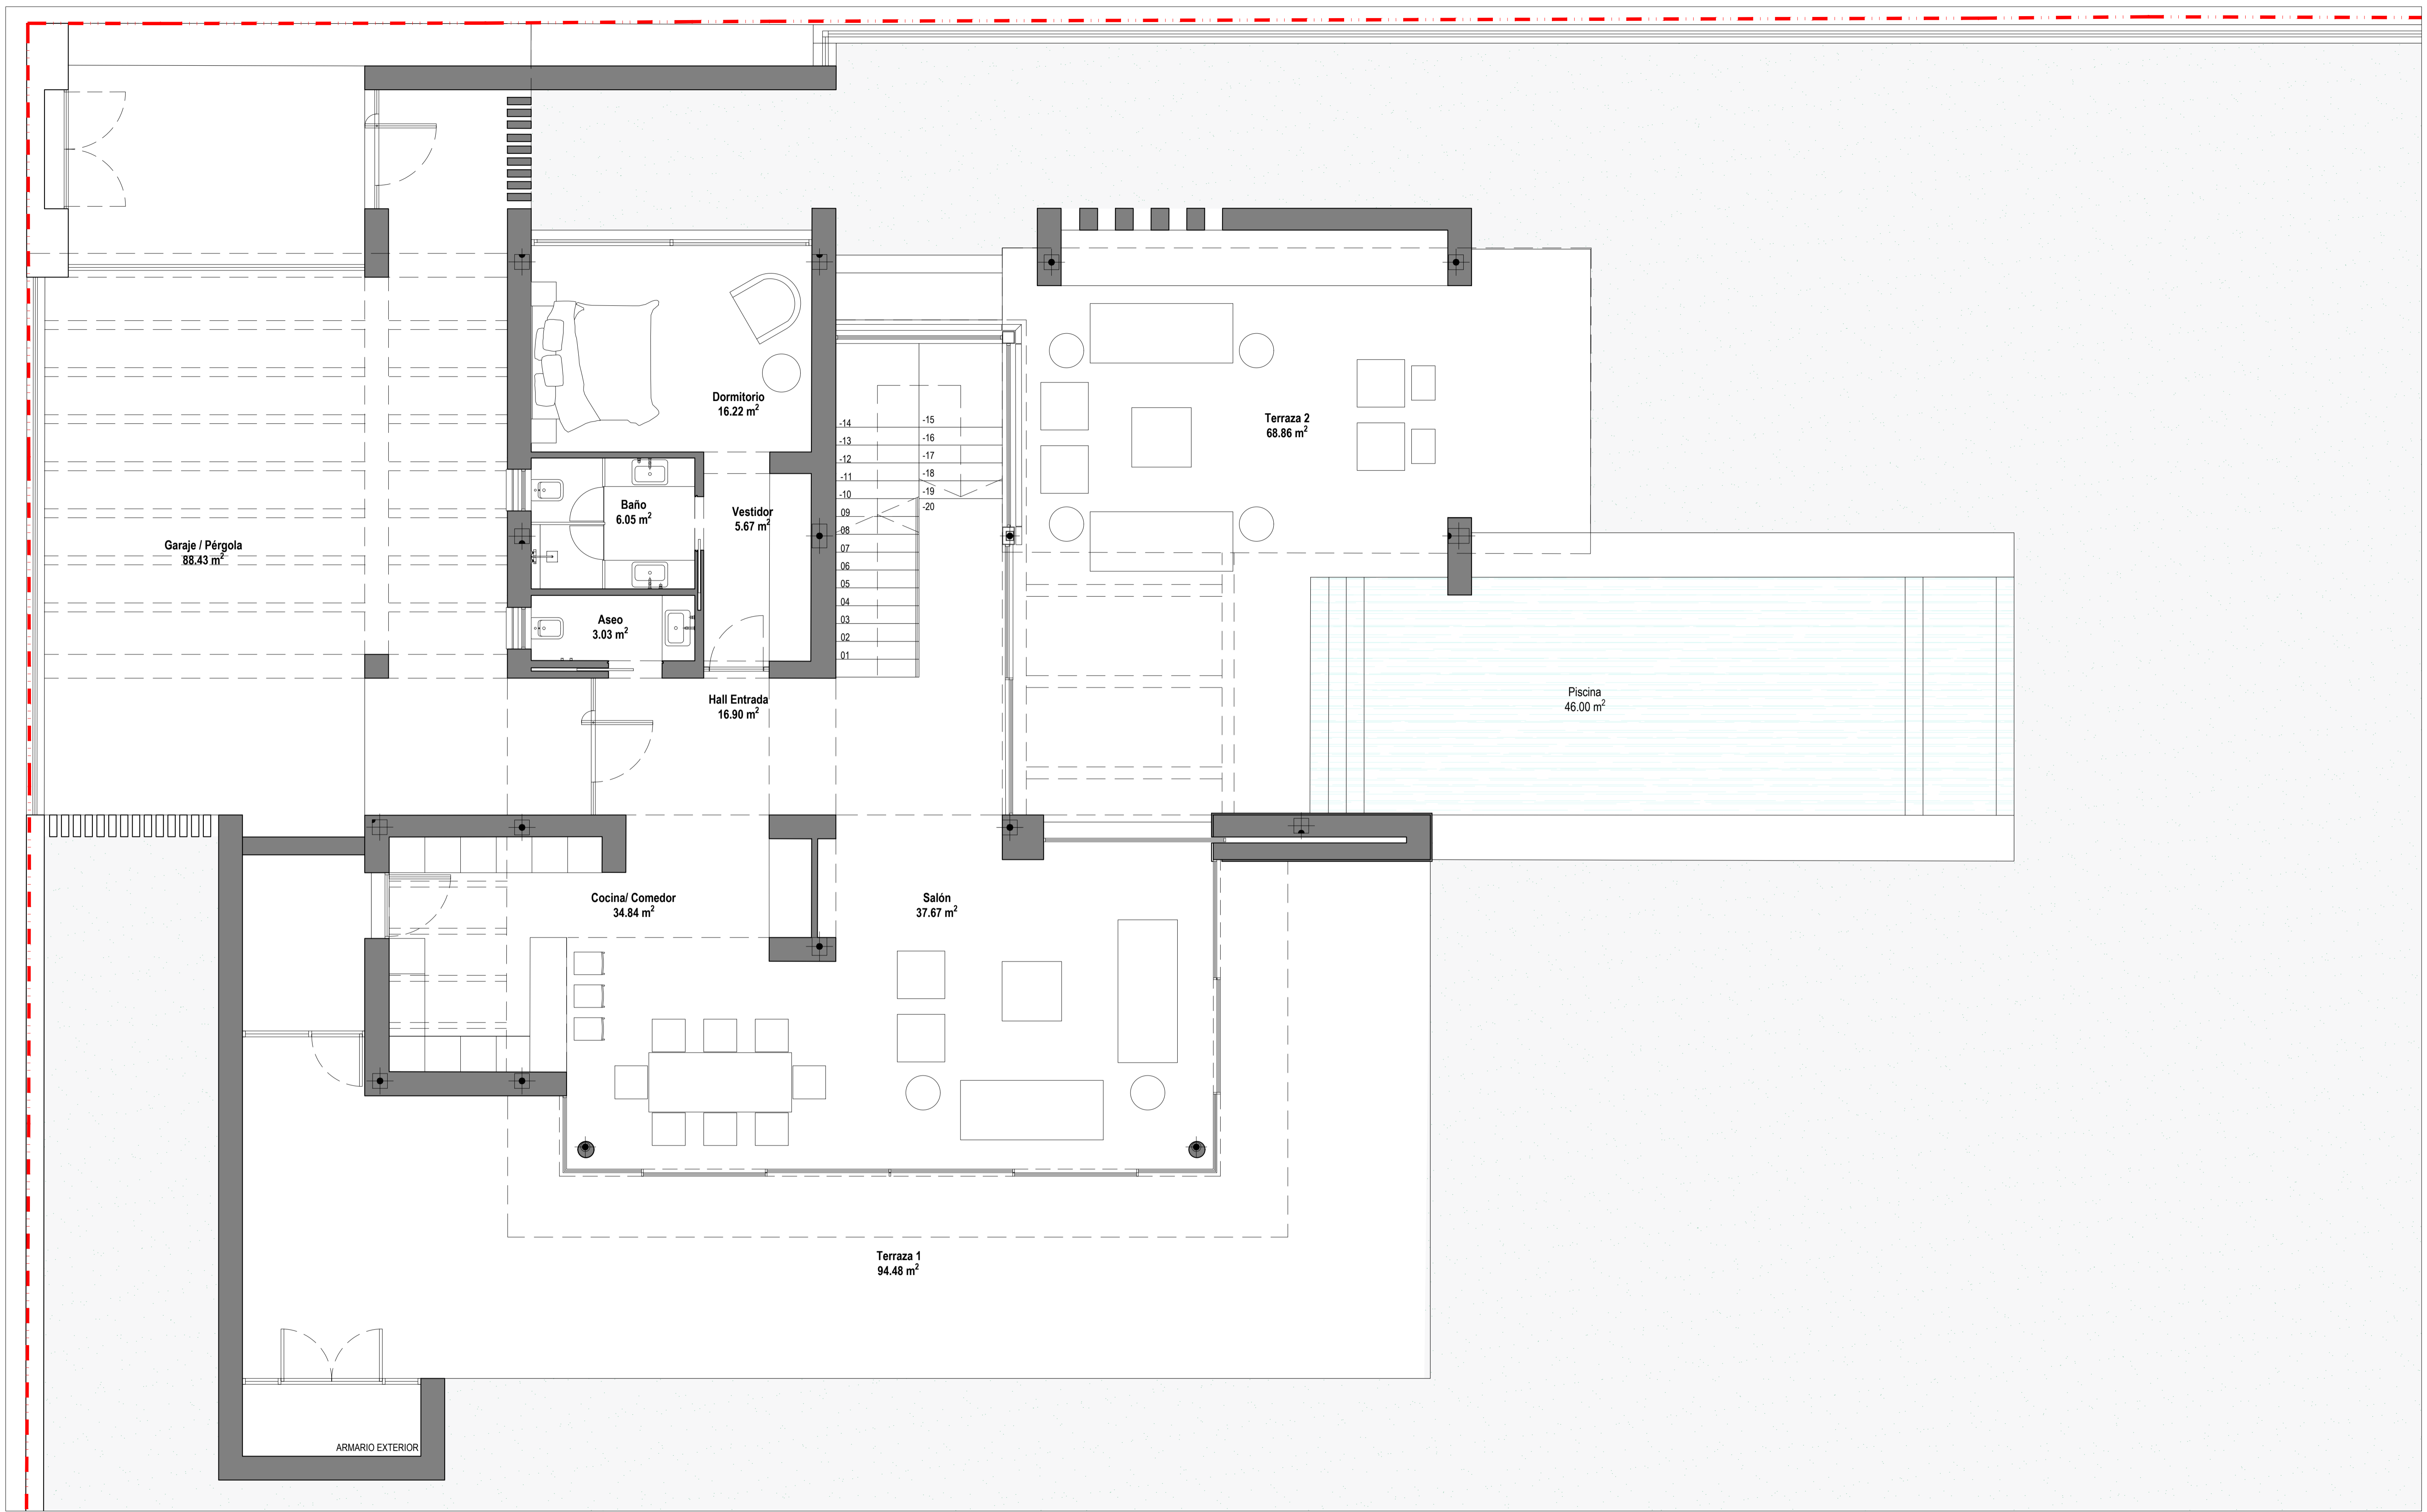 Dormitorio
16.22 m²
Terraza 2
68.86 m²
-14
-13
-12
-11
-10
09
08
07
06
05
04
03
02
01
-15
-16
-17
-18
-19
-20
Baño
6.05 m²
Vestidor
5.67 m²
Garaje / Pérgola
88.43 m²
Aseo
3.03 m²
Hall Entrada
16.90 m²
Piscina
46.00 m²
Cocina/ Comedor
34.84 m²
Salón
37.67 m²
Terraza 1
94.48 m²
ARMARIO EXTERIOR